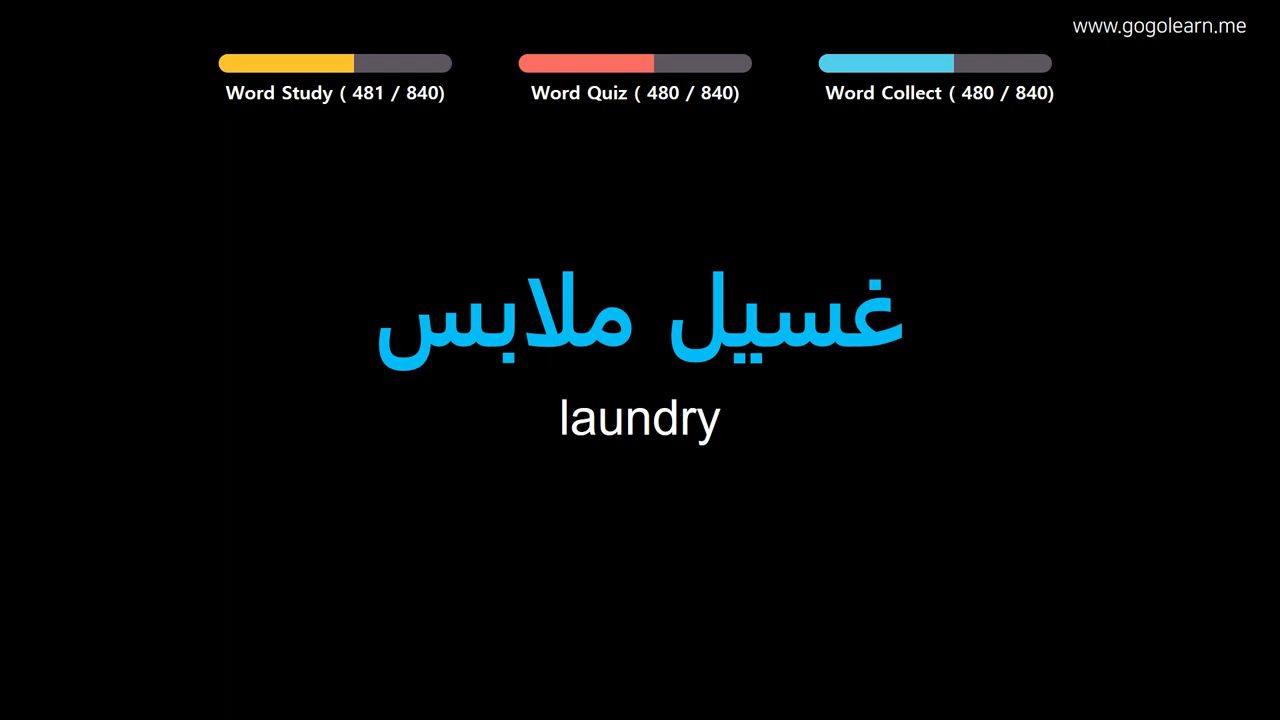 www.gogolearn.me
Word Study ( 481 / 840)
Word Quiz ( 480 / 840)
Word Collect ( 480 / 840)
غسيل ملابس
laundry